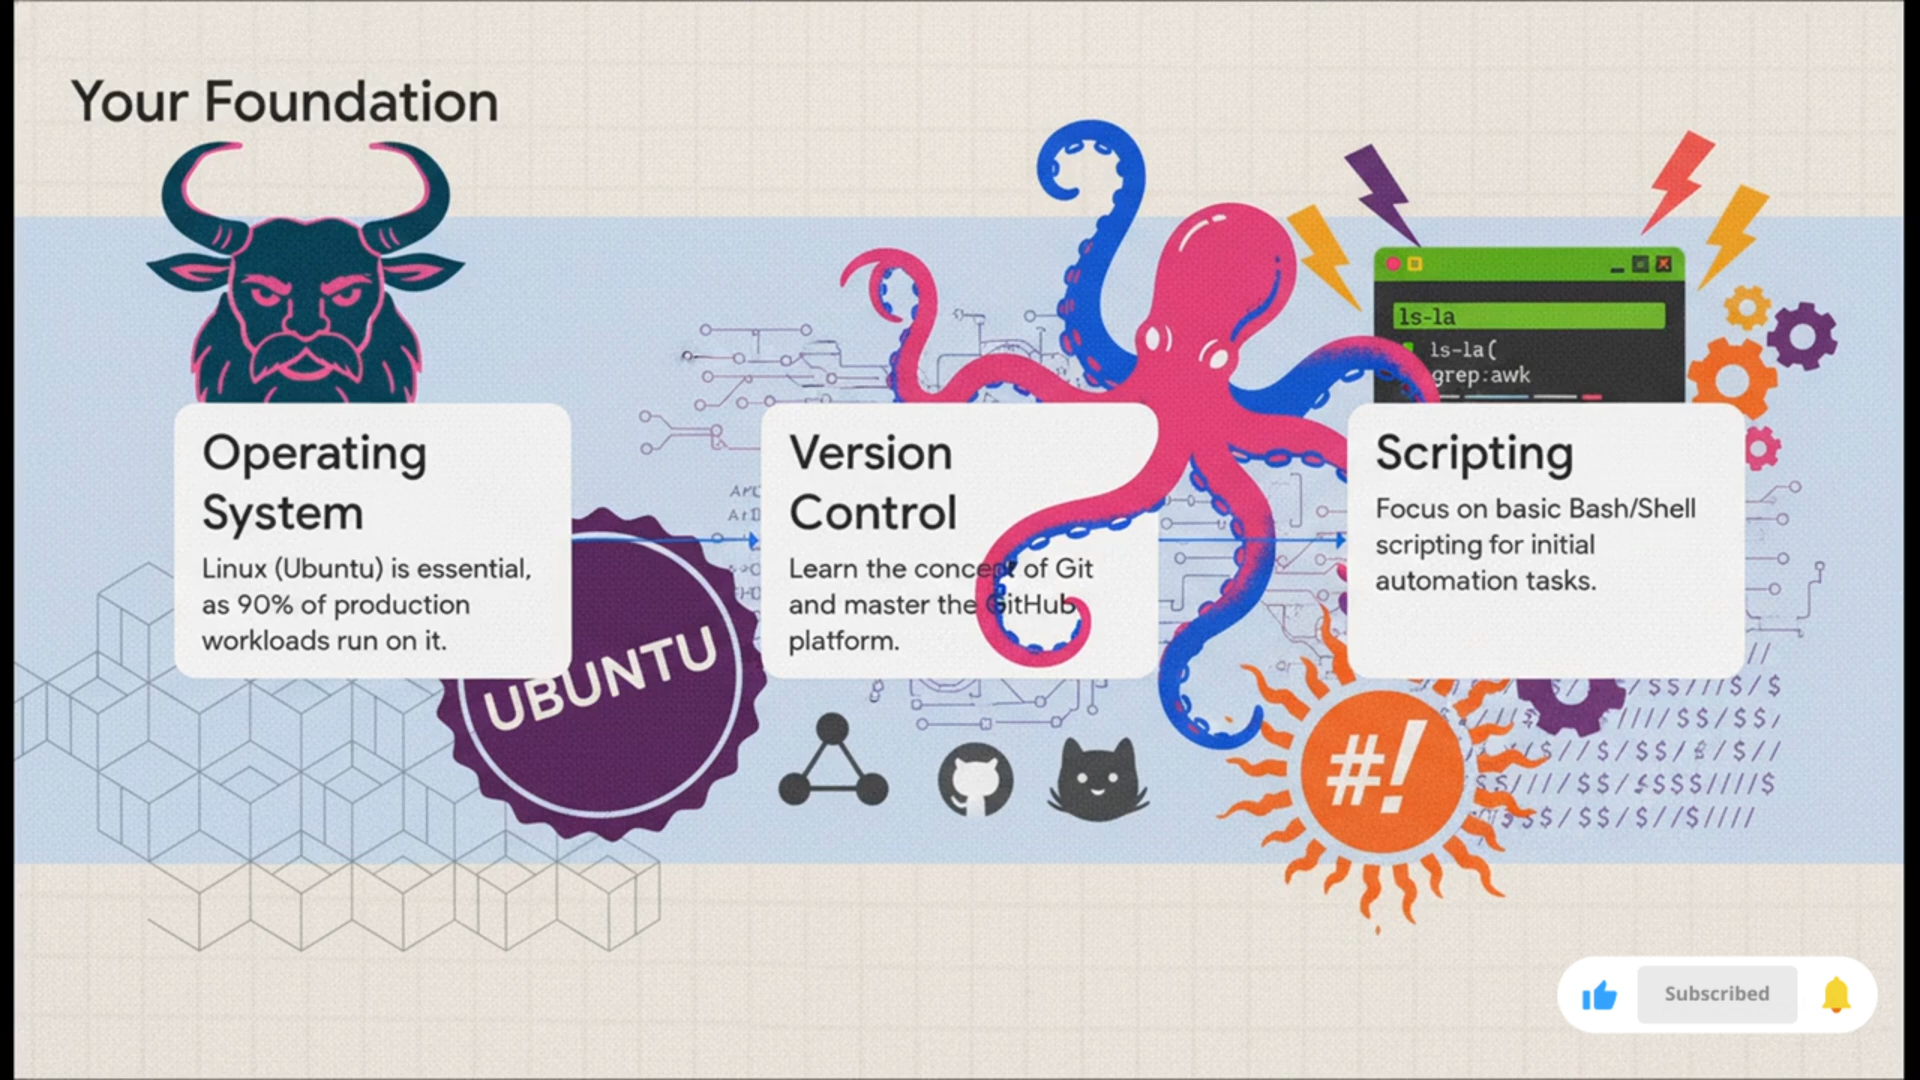 Your Foundation
Operating
System
Linux (Ubuntu) is essential,
as 90% of production
workloads run on it.
UBUNTU
Version
Control
Learn the concept of Git
and master the GitHub
platform.
ls-la
ls-la(
grep:awk
Scripting
Focus on basic Bash/Shell
scripting for initial
automation tasks.
#!
Subscribed